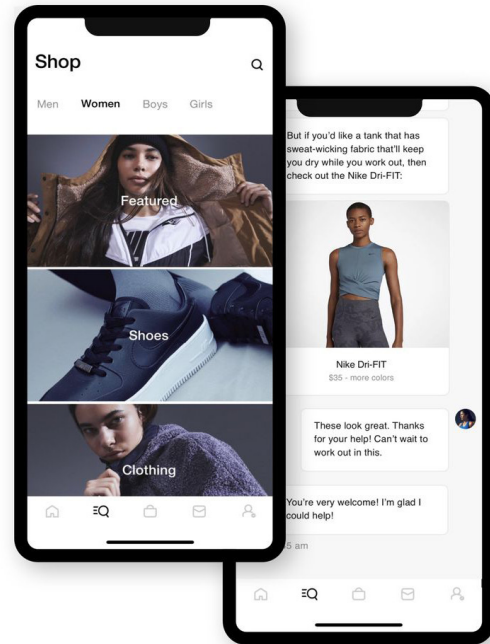 Shop
Men Women Boys Girls
Featured
Shoes
Clothing
But if you'd like a tank that has
sweat-wicking fabric that'll keep
you dry while you work out, then
check out the Nike Dri-FIT:
Nike Dri-FIT
$35 - more colors
These look great. Thanks
for your help! Can't wait to
work out in this.
You're very welcome! I'm glad I
could help!
5 am